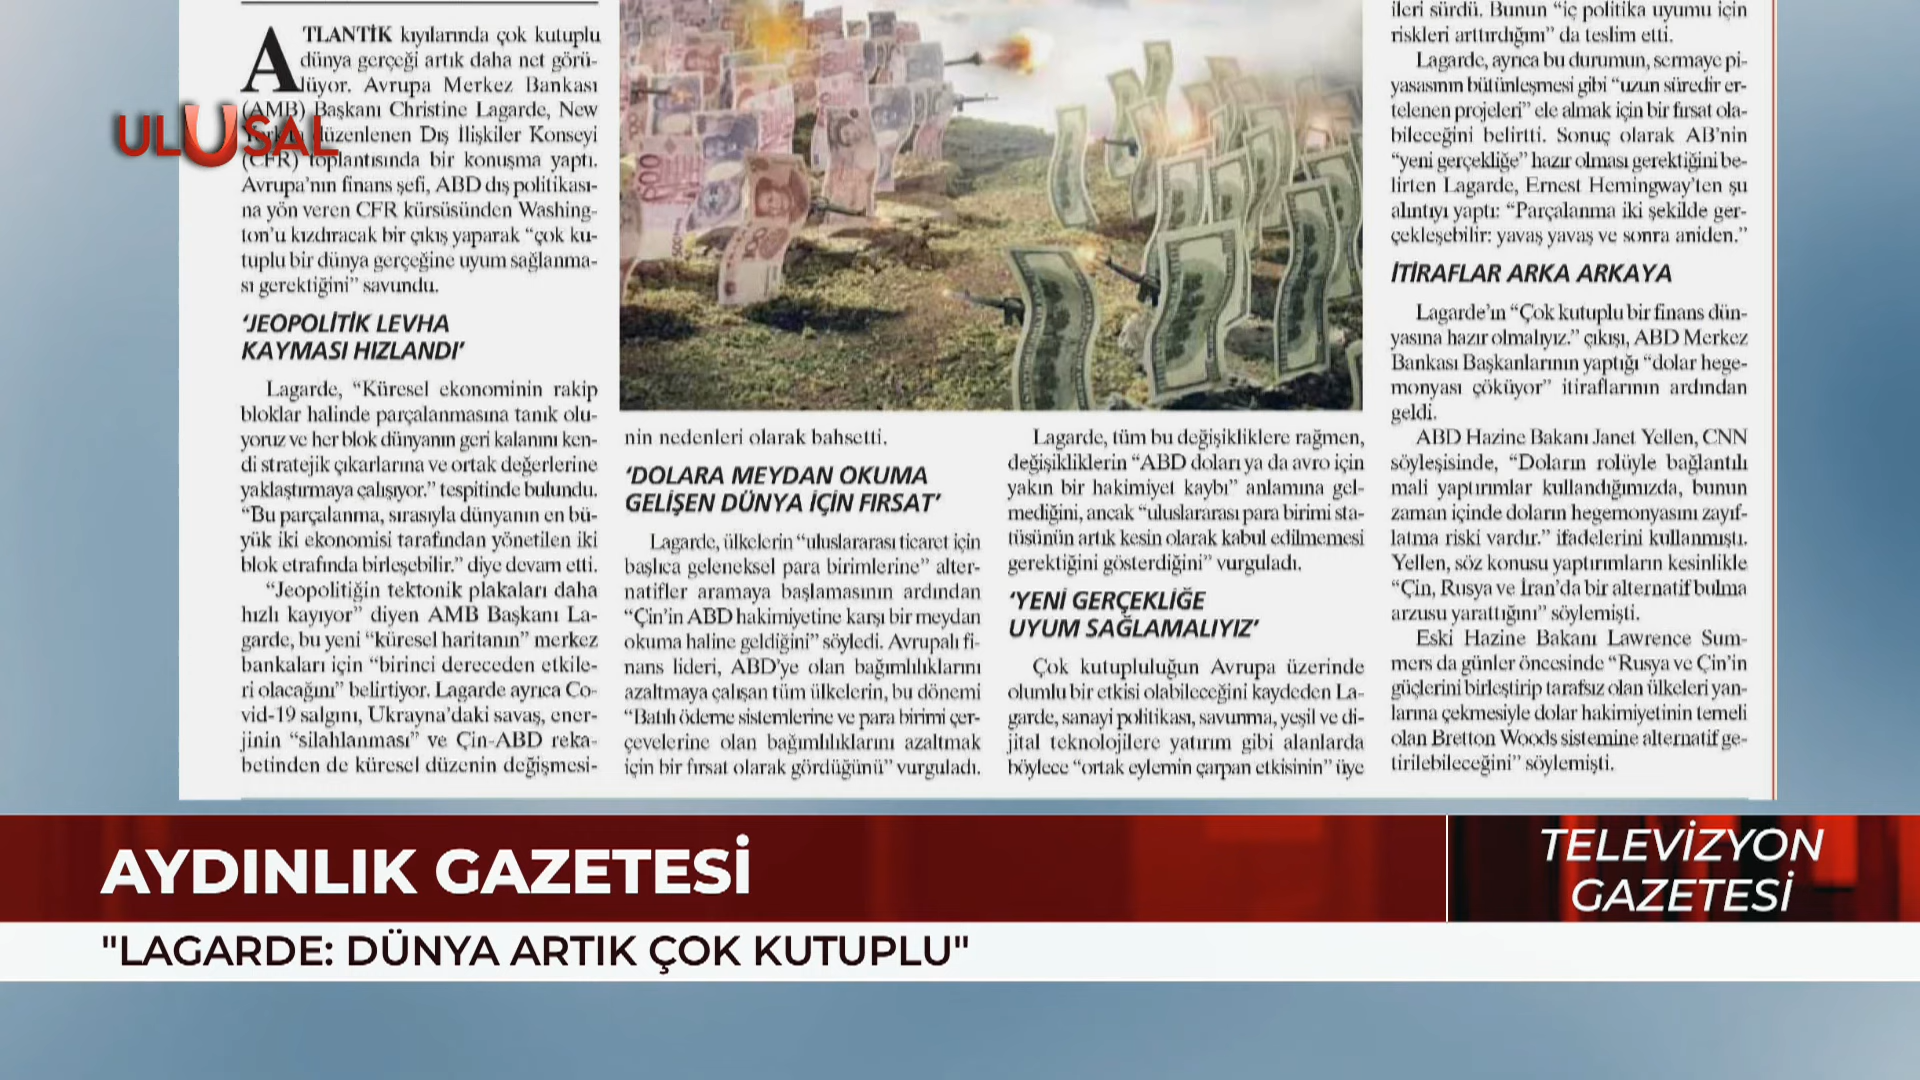 ATLANTİK kıyılarında çok kutuplu
dünya gerçeği artık daha net görü-
lüyor. Avrupa Merkez Bankası
(AMB) Başkanı Christine Lagarde, New
düzenlenen Dış İlişkiler Konseyi
(CFR) toplantısında bir konuşma yaptı.
Avrupa’nın finans şefi, ABD dış politikası-
na yön veren CFR kürsüsünden Washing-
ton’u kızdıracak bir çıkış yaparak “çok ku-
tuplu bir dünya gerçeğine uyum sağlanma-
sı gerektiğini” savundu.
‘JEOPOLİTİK LEVHA
KAYMASI HIZLANDI’
Lagarde, “Küresel ekonominin rakip
bloklar halinde parçalanmasına tanık olu-
yoruz ve her blok dünyanın geri kalanını ken-
di stratejik çıkarlarına ve ortak değerlerine
yaklaştırmaya çalışıyor.” tespitinde bulundu.
“Bu parçalanma, sırasıyla dünyanın en bü-
yük iki ekonomisi tarafından yönetilen iki
blok etrafında birleşebilir.” diye devam etti.
“Jeopolitiğin tektonik plakaları daha
hızlı kayıyor” diyen AMB Başkanı La-
garde, bu yeni “küresel haritanın” merkez
bankaları için “birinci dereceden etkile-
ri olacağını” belirtiyor. Lagarde ayrıca Co-
vid-19 salgını, Ukrayna’daki savaş, ener-
jinin “silahlanması” ve Çin-ABD reka-
betinden de küresel düzenin değişmesi-
nin nedenleri olarak bahsetti.
‘DOLARA MEYDAN OKUMA
GELİŞEN DÜNYA İÇİN FIRSAT’
Lagarde, ülkelerin “uluslararası ticaret için
başlıca geleneksel para birimlerine” alter-
natifler aramaya başlamasının ardından
“Çin’in ABD hakimiyetine karşı bir meydan
okuma haline geldiğini” söyledi. Avrupalı fi-
nans lideri, ABD’ye olan bağımlılıklarını
azaltmaya çalışan tüm ülkelerin, bu dönemi
“Batılı ödeme sistemlerine ve para birimi çer-
çevelerine olan bağımlılıklarını azaltmak
için bir fırsat olarak gördüğünü” vurguladı.
Lagarde, tüm bu değişikliklere rağmen,
değişikliklerin “ABD doları ya da avro için
yakın bir hakimiyet kaybı” anlamına gel-
mediğini, ancak “uluslararası para birimi sta-
tüsünün artık kesin olarak kabul edilmemesi
gerektiğini gösterdiğini” vurguladı.
‘YENİ GERÇEKLİĞE
UYUM SAĞLAMALIYIZ’
Çok kutupluluğun Avrupa üzerinde
olumlu bir etkisi olabileceğini kaydeden La-
garde, sanayi politikası, savunma, yeşil ve di-
jital teknolojilere yatırım gibi alanlarda
böylece “ortak eylemin çarpan etkisinin” üye
ileri sürdü. Bunun “iç politika uyumu için
riskleri arttırdığını” da teslim etti.
Lagarde, ayrıca bu durumun, sermaye pi-
yasasının bütünleşmesi gibi “uzun süredir er-
telenen projeleri” ele almak için bir fırsat ola-
bileceğini belirtti. Sonuç olarak AB’nin
“yeni gerçekliğe” hazır olması gerektiğini be-
lirten Lagarde, Ernest Hemingway’ten şu
alıntıyı yaptı: “Parçalanma iki şekilde ger-
çekleşebilir: yavaş yavaş ve sonra aniden.”
İTİRAFLAR ARKA ARKAYA
Lagarde’ın “Çok kutuplu bir finans dün-
yasına hazır olmalıyız.” çıkışı, ABD Merkez
Bankası Başkanlarının yaptığı “dolar hege-
monyası çöküyor” itiraflarının ardından
geldi.
ABD Hazine Bakanı Janet Yellen, CNN
söyleşisinde, “Doların rolüyle bağlantılı
mali yaptırımlar kullandığımızda, bunun
zaman içinde doların hegemonyasını zayıf-
latma riski vardır.” ifadelerini kullanmıştı.
Yellen, söz konusu yaptırımların kesinlikle
“Çin, Rusya ve İran’da bir alternatif bulma
arzusu yarattığını” söylemişti.
Eski Hazine Bakanı Lawrence Sum-
mers da günler öncesinde “Rusya ve Çin’in
güçlerini birleştirip tarafsız olan ülkeleri yan-
larına çekmesiyle dolar hakimiyetinin temeli
olan Bretton Woods sistemine alternatif ge-
tirilebileceğini” söylemişti.
ULUSAL
AYDINLIK GAZETESİ
TELEVİZYON
GAZETESİ
"LAGARDE: DÜNYA ARTIK ÇOK KUTUPLU"